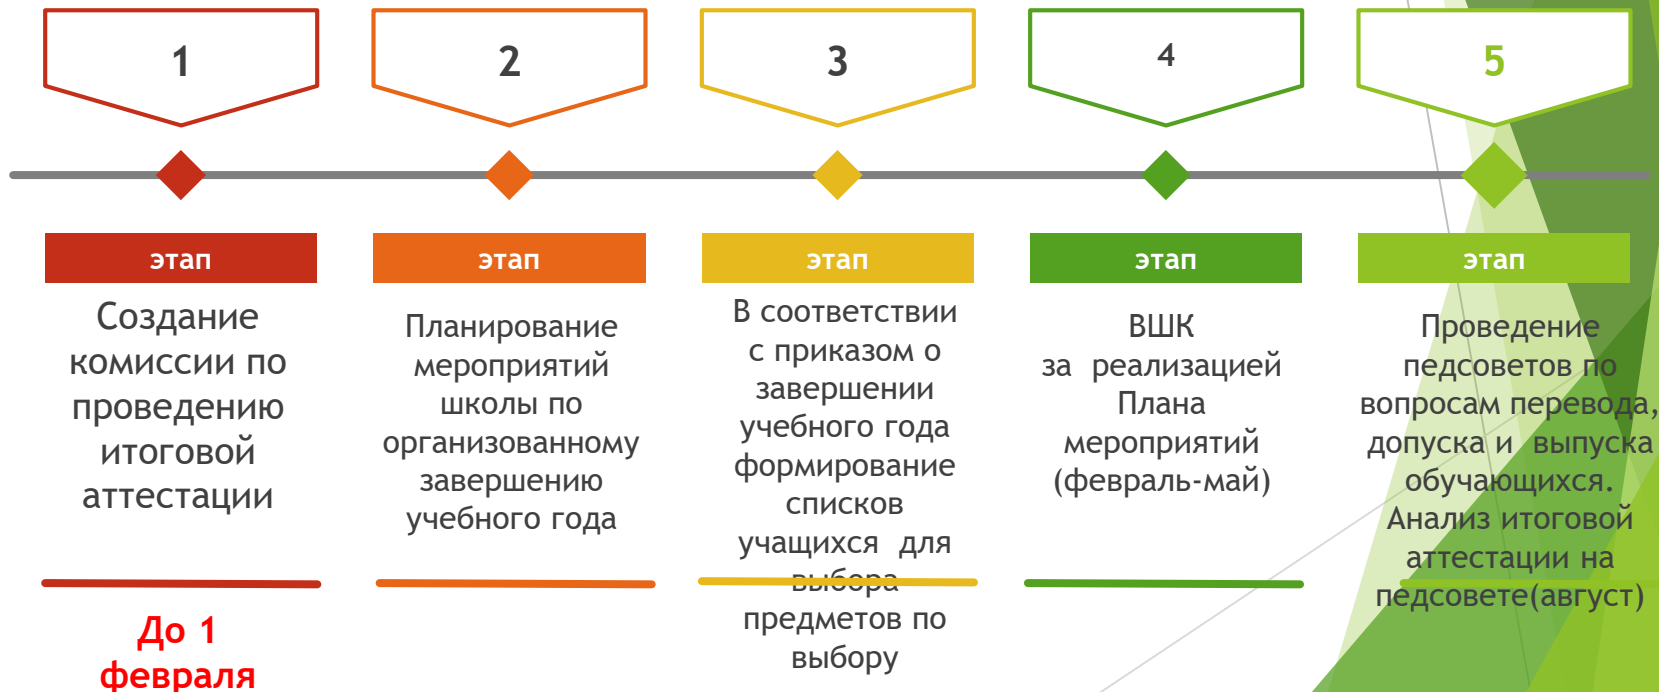 1
этап
Создание
комиссии по
проведению
итоговой
аттестации
До 1
февраля
2
этап
Планирование
мероприятий
школы по
организованному
завершению
учебного года
3
этап
В соответствии
с приказом о
завершении
учебного года
формирование
списков
учащихся для
выбора
предметов по
выбору
4
этап
ВШК
за реализацией
Плана
мероприятий
(февраль-май)
5
этап
Проведение
педсоветов по
вопросам перевода,
допуска и выпуска
обучающихся.
Анализ итоговой
аттестации на
педсовете(август)